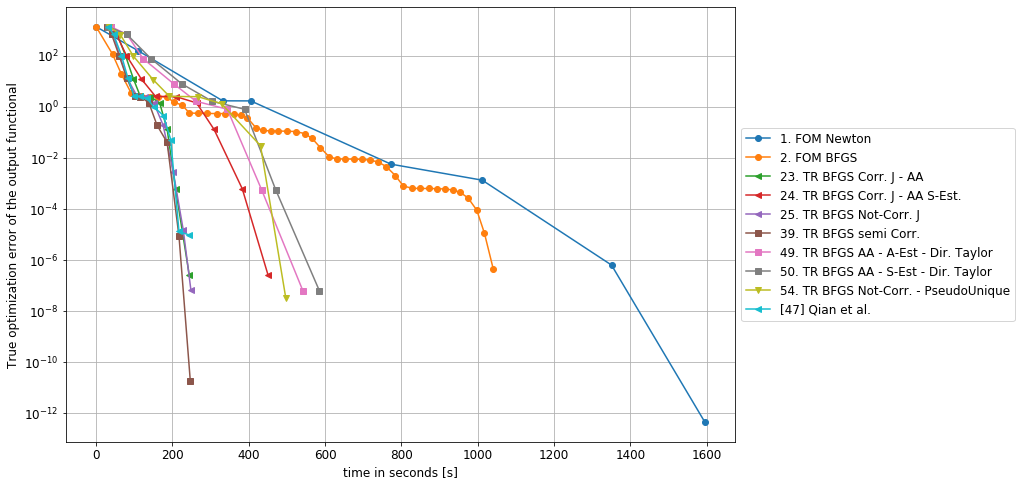 True optimization error of the output functional
10^2
10^0
10^−2
10^−4
10^−6
10^−8
10^−10
10^−12
0 200 400 600 800 1000 1200 1400 1600
time in seconds [s]
1. FOM Newton
2. FOM BFGS
23. TR BFGS Corr. J - AA
24. TR BFGS Corr. J - AA S-Est.
25. TR BFGS Not-Corr. J
39. TR BFGS semi Corr.
49. TR BFGS AA - A-Est - Dir. Taylor
50. TR BFGS AA - S-Est - Dir. Taylor
54. TR BFGS Not-Corr. - PseudoUnique
[47] Qian et al.